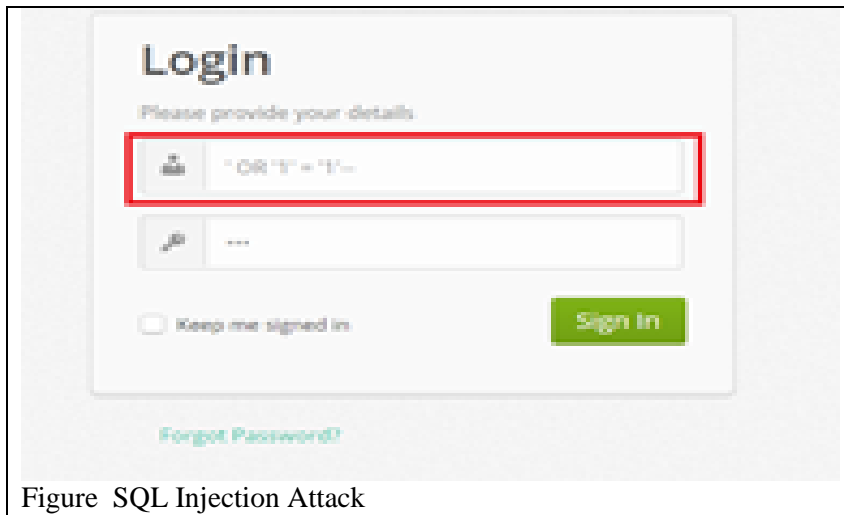 Login
Please provide your details
' OR '1' = '1'--
---
Keep me signed in
Sign In
Forgot Password?
Figure SQL Injection Attack